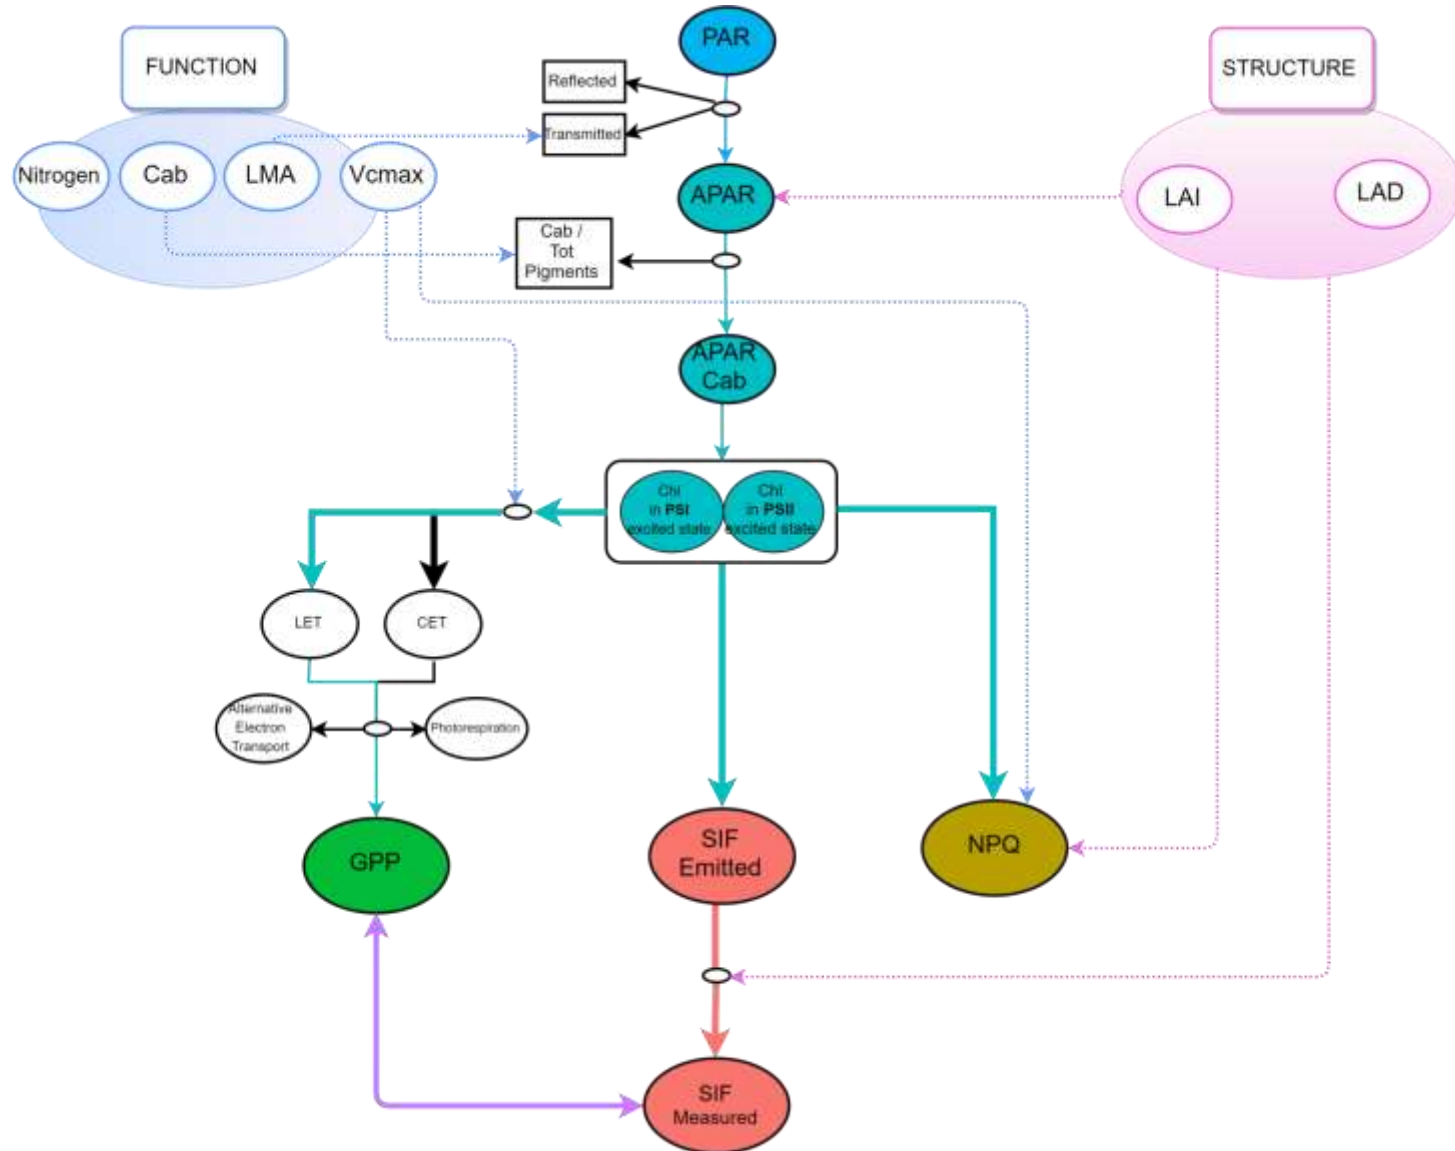 PAR
FUNCTION
STRUCTURE
Reflected
Transmitted
Nitrogen
Cab
LMA
Vcmax
APAR
LAI
LAD
Cab /
Tot
Pigments
APAR
Cab
Chl
in PSI
excited state
Chl
in PSII
excited state
LET
CET
Alternative
Electron
Transport
Photorespiration
GPP
SIF
Emitted
NPQ
SIF
Measured